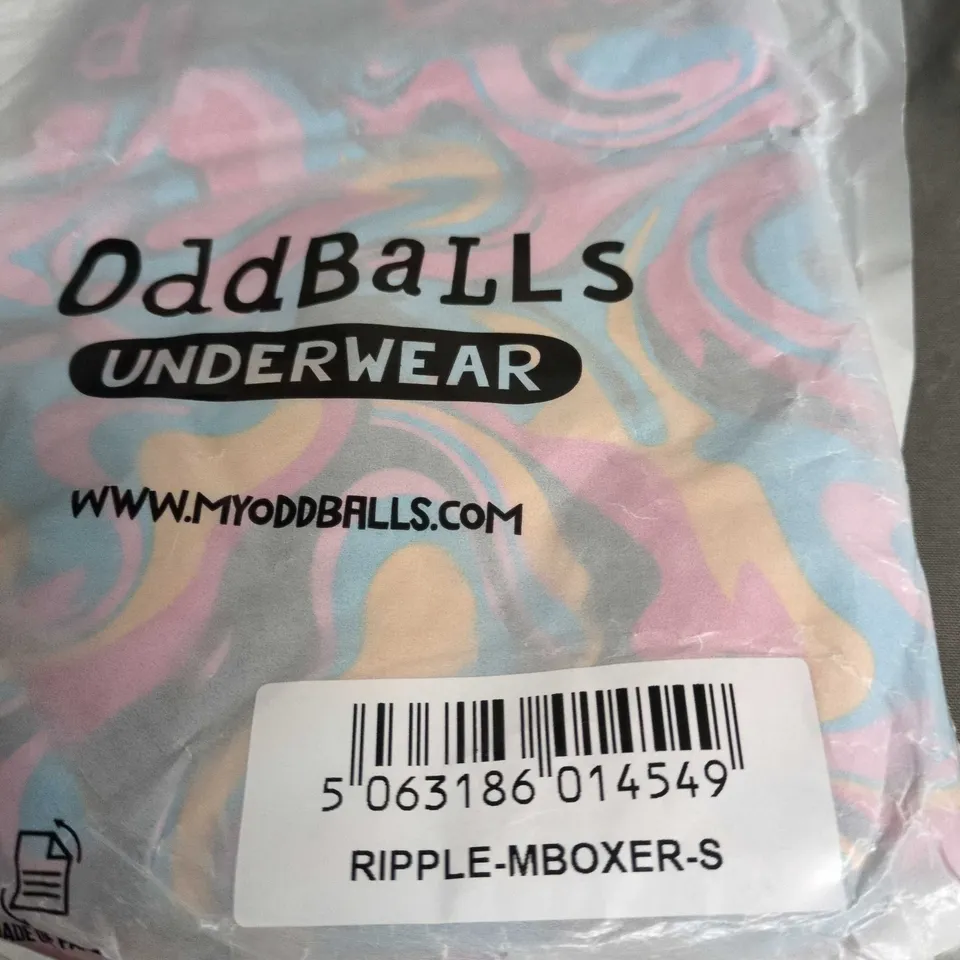 OddBaLLs
UNDERWEAR
WWW.MYODDBALLS.COM
5 063186 014549
RIPPLE-MBOXER-S